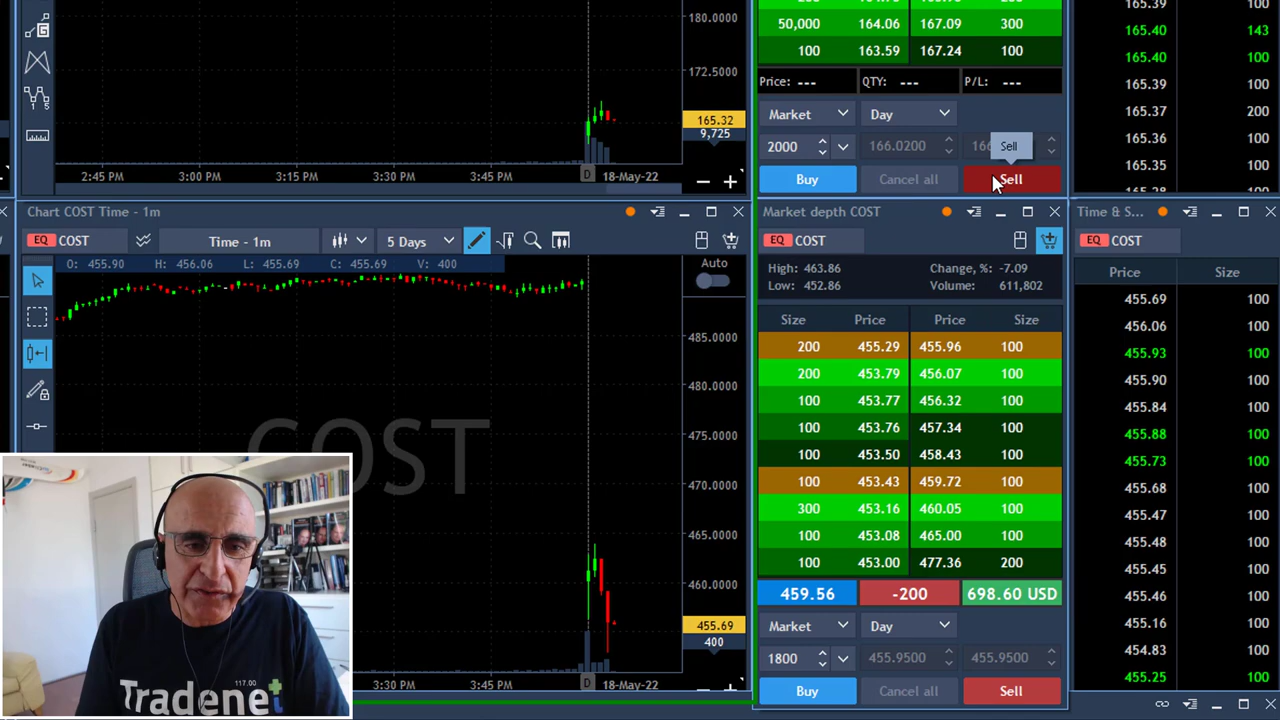 180.0000
172.5000
165.32
9,725
2:45 PM 3:00 PM 3:15 PM 3:30 PM 3:45 PM D 18-May-22
50,000 164.06 167.09 300
100 163.59 167.24 100
Price: --- QTY: --- P/L: ---
Market Day
2000 166.0200 166
Sell
Buy Cancel all Sell
165.39 100
165.40 143
165.40 100
165.39 100
165.37 200
165.36 100
165.35 100
Chart COST Time - 1m
EQ COST Time - 1m 5 Days
O: 455.90 H: 456.06 L: 455.69 C: 455.69 V: 400
Auto
COST
485.0000
480.0000
475.0000
470.0000
465.0000
460.0000
455.69
400
3:30 PM 3:45 PM D 18-May-22
Market depth COST
EQ COST
High: 463.86 Change, %: -7.09
Low: 452.86 Volume: 611,802
Size Price Price Size
200 455.29 455.96 100
200 453.79 456.07 100
100 453.77 456.32 100
100 453.76 457.34 100
100 453.50 458.43 100
100 453.43 459.72 100
300 453.16 460.05 100
100 453.08 465.00 100
100 453.00 477.36 200
459.56 -200 698.60 USD
Market Day
1800 455.9500 455.9500
Buy Cancel all Sell
Time & S...
EQ COST
Price Size
455.69 100
456.06 100
455.93 100
455.90 100
455.84 100
455.88 100
455.73 100
455.68 100
455.47 100
455.48 100
455.45 100
455.46 100
455.16 100
454.83 100
455.25 100
Tradenet
117.00